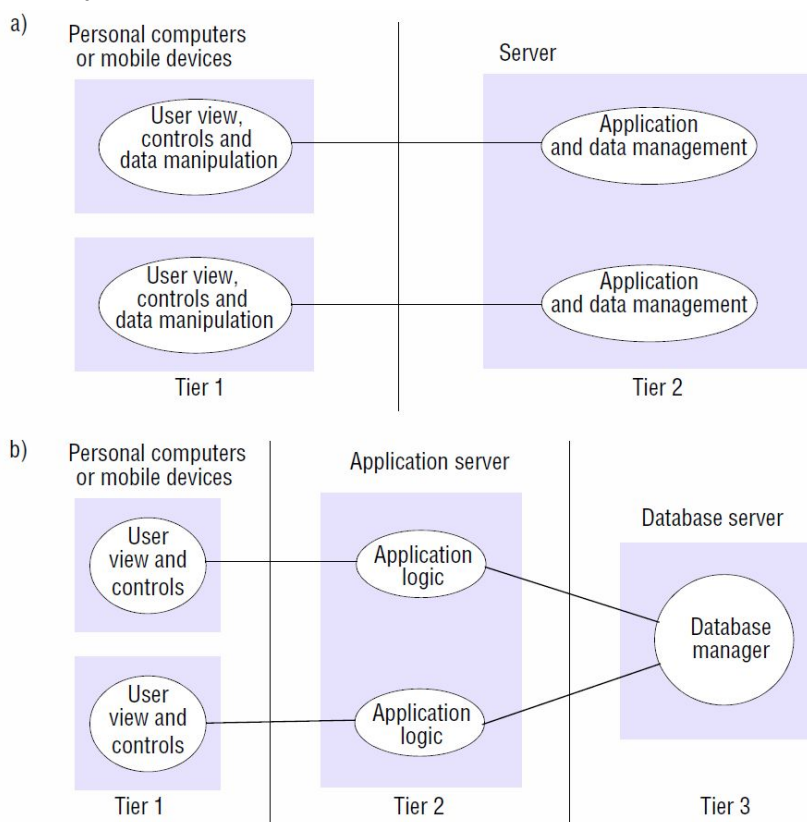 a)
Personal computers
or mobile devices
Server
User view,
controls and
data manipulation
Application
and data management
User view,
controls and
data manipulation
Application
and data management
Tier 1
Tier 2
b)
Personal computers
or mobile devices
Application server
Database server
User
view and
controls
Application
logic
Database
manager
User
view and
controls
Application
logic
Tier 1
Tier 2
Tier 3